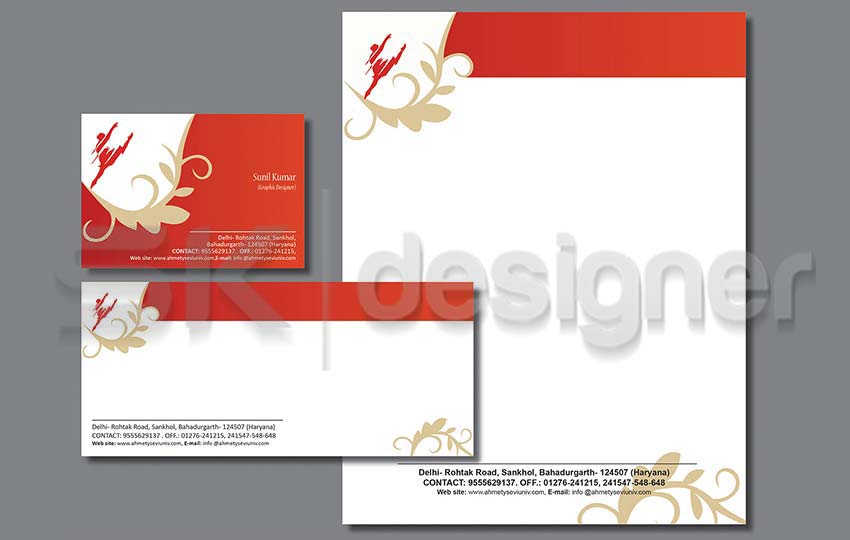 Sunil Kumar
(Graphic Designer)
Delhi- Rohtak Road, Sankhol,
Bahadurgarth- 124507 (Haryana)
CONTACT: 9555629137. OFF.: 01276-241215,
Web site: www.ahmetyseviuniv.com,E-mail: info @ahmetyseviuniv.com
SK designer
Delhi- Rohtak Road, Sankhol, Bahadurgarth- 124507 (Haryana)
CONTACT: 9555629137 . OFF.: 01276-241215, 241547-548-648
Web site: www.ahmetyseviuniv.com, E-mail: info @ahmetyseviuniv.com
Delhi- Rohtak Road, Sankhol, Bahadurgarth- 124507 (Haryana)
CONTACT: 9555629137. OFF.: 01276-241215, 241547-548-648
Web site: www.ahmetyseviuniv.com, E-mail: info @ahmetyseviuniv.com